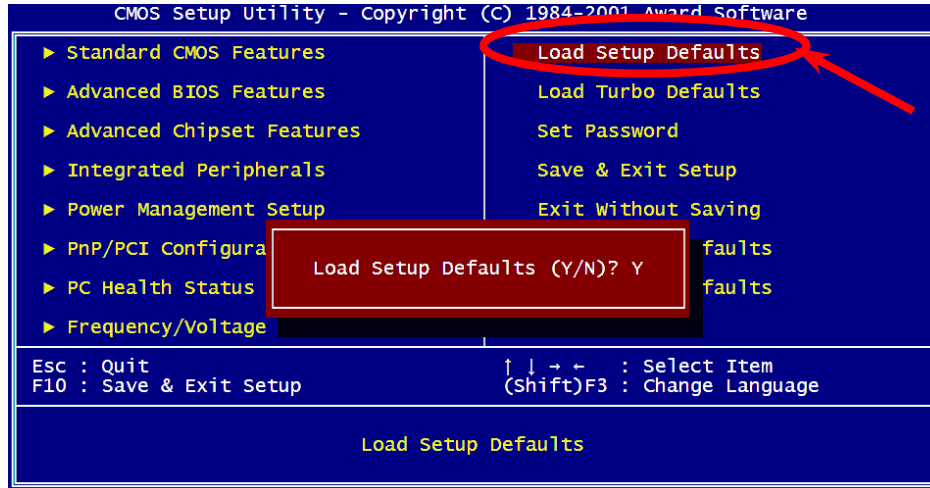 CMOS Setup Utility - Copyright (C) 1984-2001 Award Software
▶ Standard CMOS Features
▶ Advanced BIOS Features
▶ Advanced Chipset Features
▶ Integrated Peripherals
▶ Power Management Setup
▶ PnP/PCI Configura
▶ PC Health Status
▶ Frequency/Voltage
Load Setup Defaults
Load Turbo Defaults
Set Password
Save & Exit Setup
Exit Without Saving
faults
faults
Load Setup Defaults (Y/N)? Y
Esc : Quit
F10 : Save & Exit Setup
↑ ↓ → ← : Select Item
(Shift)F3 : Change Language
Load Setup Defaults